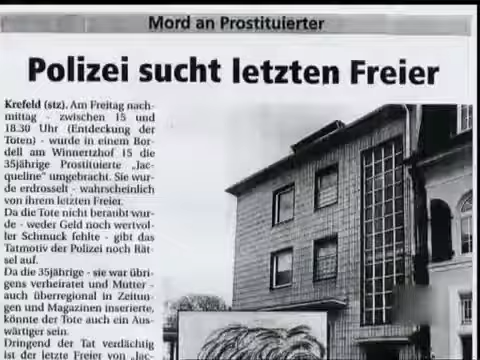 Mord an Prostituierter
Polizei sucht letzten Freier
Krefeld (stz). Am Freitag nach-
mittag - zwischen 15 und
18.30 Uhr (Entdeckung der
Toten) - wurde in einem Bor-
dell am Winnertzhof 15 die
35jährige Prostituierte „Jac-
queline" umgebracht. Sie wur-
de erdrosselt - wahrscheinlich
von ihrem letzten Freier.
Da die Tote nicht beraubt wur-
de - weder Geld noch wertvol-
ler Schmuck fehlte - gibt das
Tatmotiv der Polizei noch Rät-
sel auf.
Da die 35jährige - sie war übri-
gens verheiratet und Mutter -
auch überregional in Zeitun-
gen und Magazinen inserierte,
könnte der Tote auch ein Aus-
wärtiger sein.
Dringend der Tat verdächtig
ist der letzte Freier von „Jac-